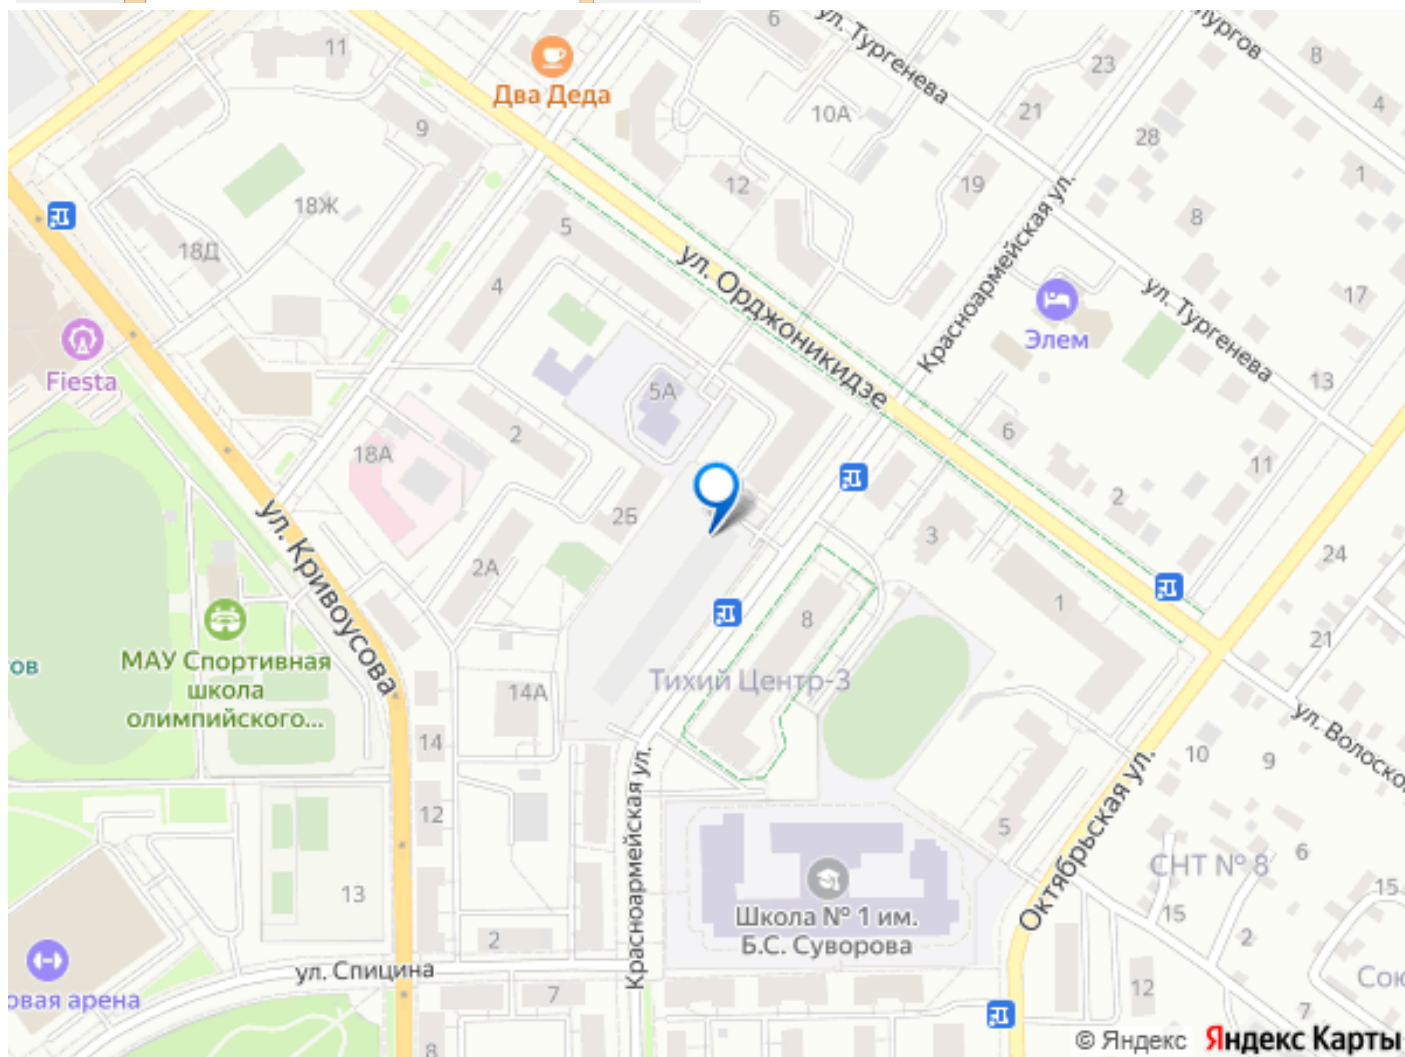 11
6
ул. Тургенева
лургов
8
Два Деда
23
4
10А
21
28
9
12
19
1
18Ж
8
5
18Д
ул. Орджоникидзе
Красноармейская ул.
4
ул. Тургенева
17
Элем
Fiesta
5А
13
2
6
18А
11
2
ул. Кривоусова
2Б
3
24
2А
1
8
21
МАУ Спортивная
школа
олимпийского...
ов
Тихий Центр-3
14А
ул. Волоско
14
10
9
Красноармейская ул.
12
5
Октябрьская ул.
6
СНТ № 8
13
15
15
Школа № 1 им.
Б.С. Суворова
2
2
ул. Спицина
Сою
овая арена
7
12
7
8
© Яндекс Яндекс Карты